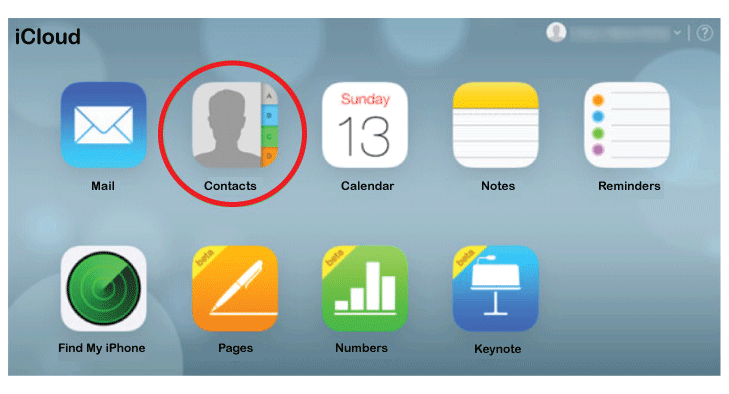 iCloud
?
A
B
C
D
Sunday
13
Mail
Contacts
Calendar
Notes
Reminders
beta
beta
beta
Find My iPhone
Pages
Numbers
Keynote